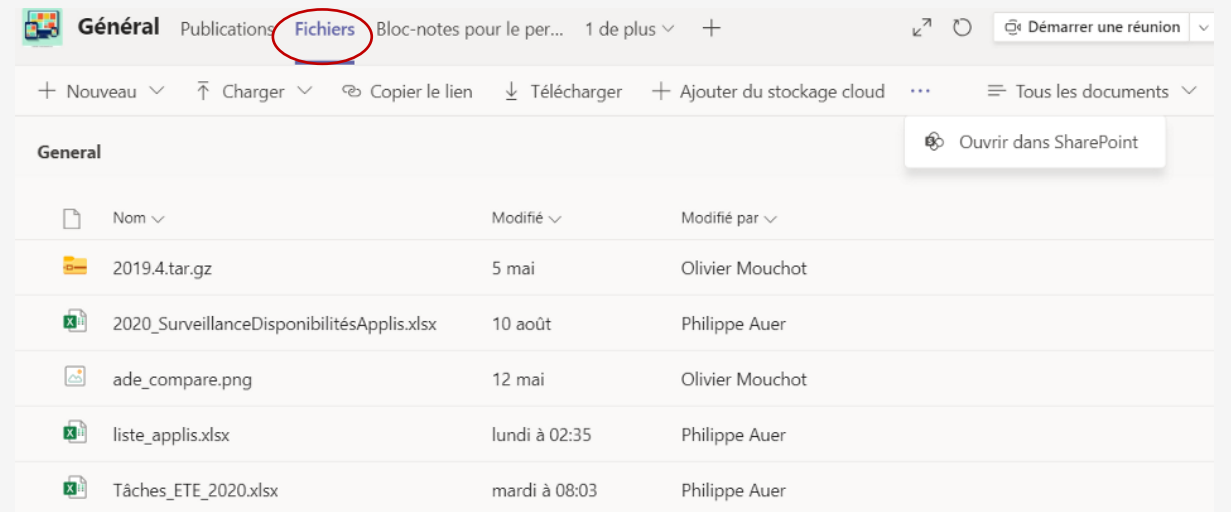 Général Publications Fichiers Bloc-notes pour le per... 1 de plus Démarrer une réunion
Nouveau Charger Copier le lien Télécharger Ajouter du stockage cloud ... Tous les documents
Ouvrir dans SharePoint
General
Nom Modifié Modifié par
2019.4.tar.gz 5 mai Olivier Mouchot
2020_SurveillanceDisponibilitésApplis.xlsx 10 août Philippe Auer
ade_compare.png 12 mai Olivier Mouchot
liste_applis.xlsx lundi à 02:35 Philippe Auer
Tâches_ETE_2020.xlsx mardi à 08:03 Philippe Auer